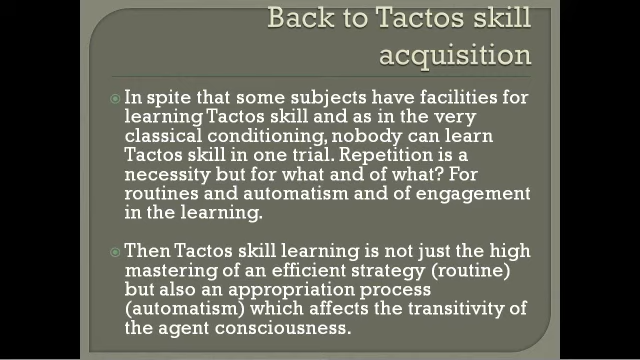 Back to Tactos skill
acquisition
In spite that some subjects have facilities for
learning Tactos skill and as in the very
classical conditioning, nobody can learn
Tactos skill in one trial. Repetition is a
necessity but for what and of what? For
routines and automatism and of engagement
in the learning.
Then Tactos skill learning is not just the high
mastering of an efficient strategy (routine)
but also an appropriation process
(automatism) which affects the transitivity of
the agent consciousness.